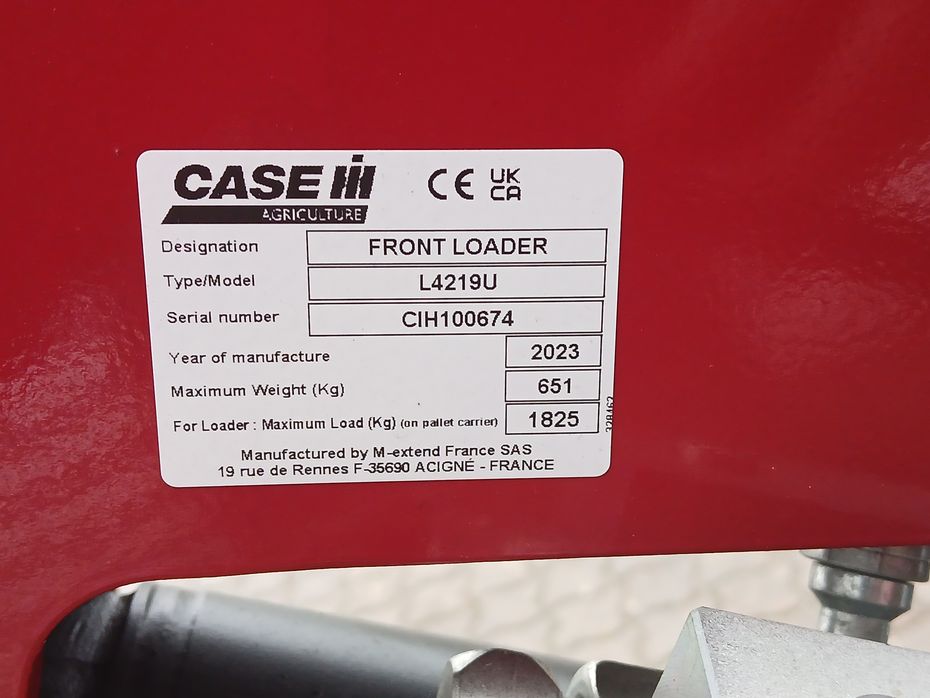 CASE IH CE UK
AGRICULTURE CA
Designation FRONT LOADER
Type/Model L4219U
Serial number CIH100674
Year of manufacture 2023
Maximum Weight (Kg) 651
For Loader : Maximum Load (Kg) (on pallet carrier) 1825
328462
Manufactured by M-extend France SAS
19 rue de Rennes F-35690 ACIGNÉ - FRANCE